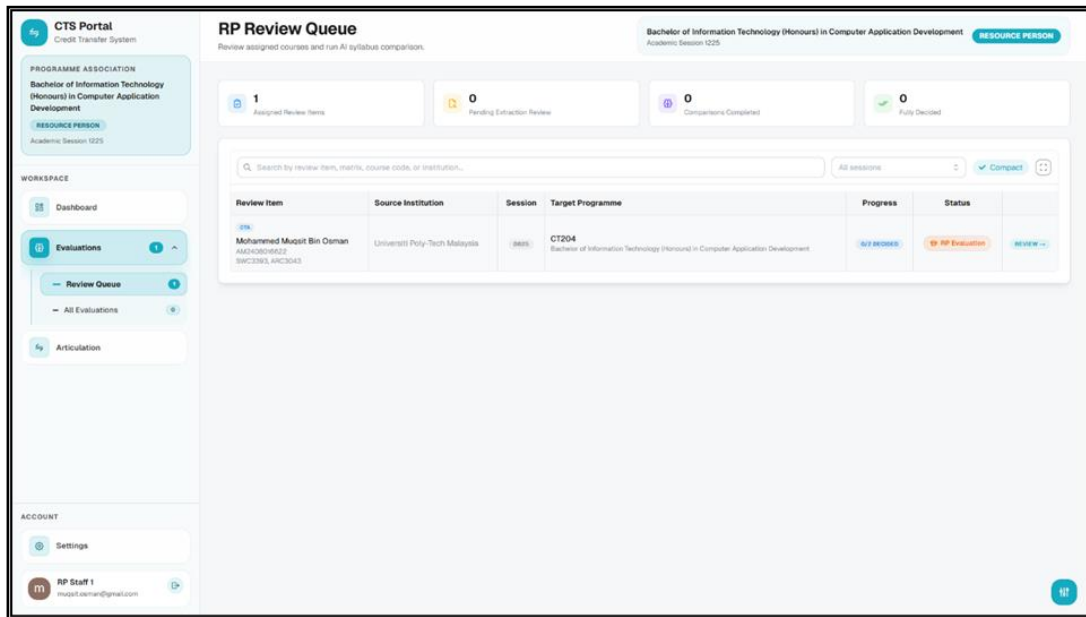 CTS Portal
Credit Transfer System
PROGRAMME ASSOCIATION
Bachelor of Information Technology
(Honours) in Computer Application
Development
RESOURCE PERSON
Academic Session 1225
WORKSPACE
Dashboard
Evaluations 1
Review Queue 1
All Evaluations 0
Articulation
ACCOUNT
Settings
m
RP Staff 1
muqsit.osman@gmail.com
RP Review Queue
Review assigned courses and run AI syllabus comparison.
Bachelor of Information Technology (Honours) in Computer Application Development
Academic Session 1225
RESOURCE PERSON
1
Assigned Review Items
0
Pending Extraction Review
0
Comparisons Completed
0
Fully Decided
Search by review item, matrix, course code, or institution...
All sessions
Compact
Review Item Source Institution Session Target Programme Progress Status
Mohammed Muqsit Bin Osman
SWC3393, ARC3043
Universiti Poly-Tech Malaysia
0625
CT204
Bachelor of Information Technology (Honours) in Computer Application Development
0/2 DECIDED
RP Evaluation
REVIEW →